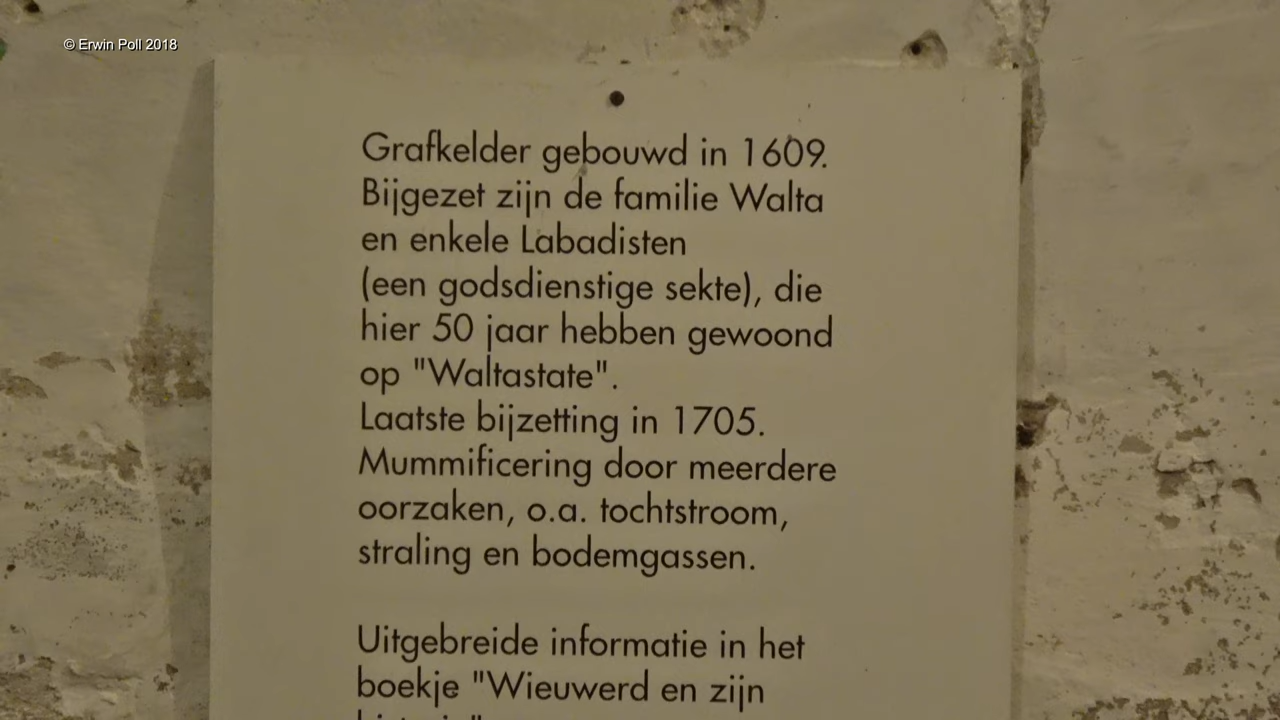 © Erwin Poll 2018
Grafkelder gebouwd in 1609.
Bijgezet zijn de familie Walta
en enkele Labadisten
(een godsdienstige sekte), die
hier 50 jaar hebben gewoond
op "Waltastate".
Laatste bijzetting in 1705.
Mummificering door meerdere
oorzaken, o.a. tochtstroom,
straling en bodemgassen.
Uitgebreide informatie in het
boekje "Wieuwerd en zijn